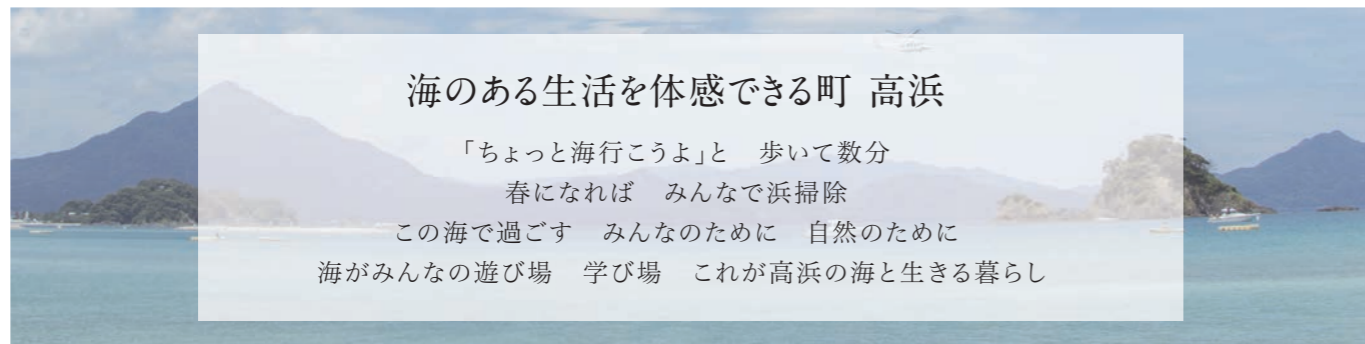 海のある生活を体感できる町 高浜
「ちょっと海行こうよ」と　歩いて数分
春になれば　みんなで浜掃除
この海で過ごす　みんなのために　自然のために
海がみんなの遊び場　学び場　これが高浜の海と生きる暮らし